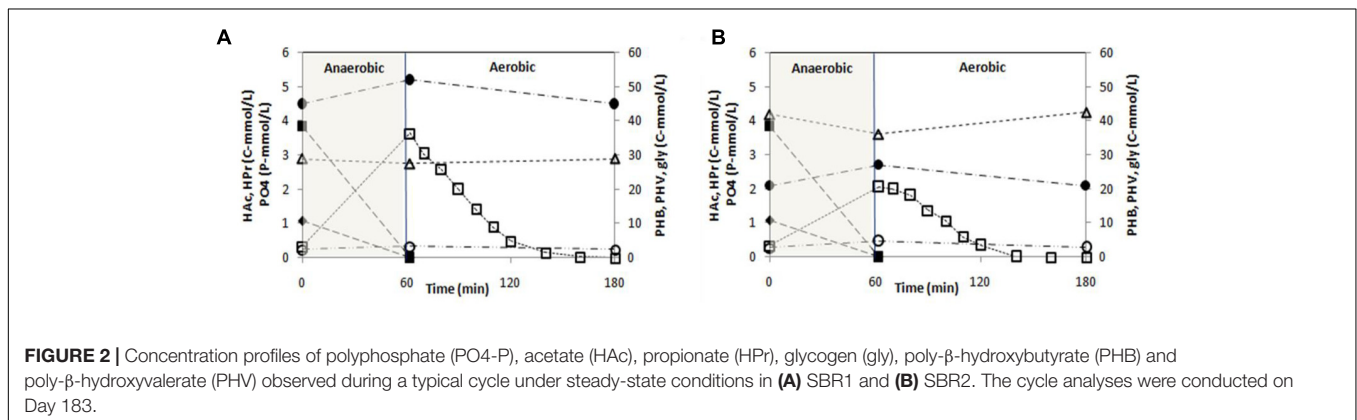 A
B
6
5
4
3
2
1
0
HAc, HPr (C-mmol/L)
PO4 (P-mmol/L)
Anaerobic
Aerobic
60
50
40
30
20
10
0
PHB, PHV, gly (C-mmol/L)
0
60
120
180
Time (min)
6
5
4
3
2
1
0
HAc, HPr (C-mmol/L)
PO4 (P-mmol/L)
Anaerobic
Aerobic
60
50
40
30
20
10
0
PHB, PHV, gly (C-mmol/L)
0
60
120
180
Time (min)
FIGURE 2 | Concentration profiles of polyphosphate (PO4-P), acetate (HAc), propionate (HPr), glycogen (gly), poly-β-hydroxybutyrate (PHB) and
poly-β-hydroxyvalerate (PHV) observed during a typical cycle under steady-state conditions in (A) SBR1 and (B) SBR2. The cycle analyses were conducted on
Day 183.